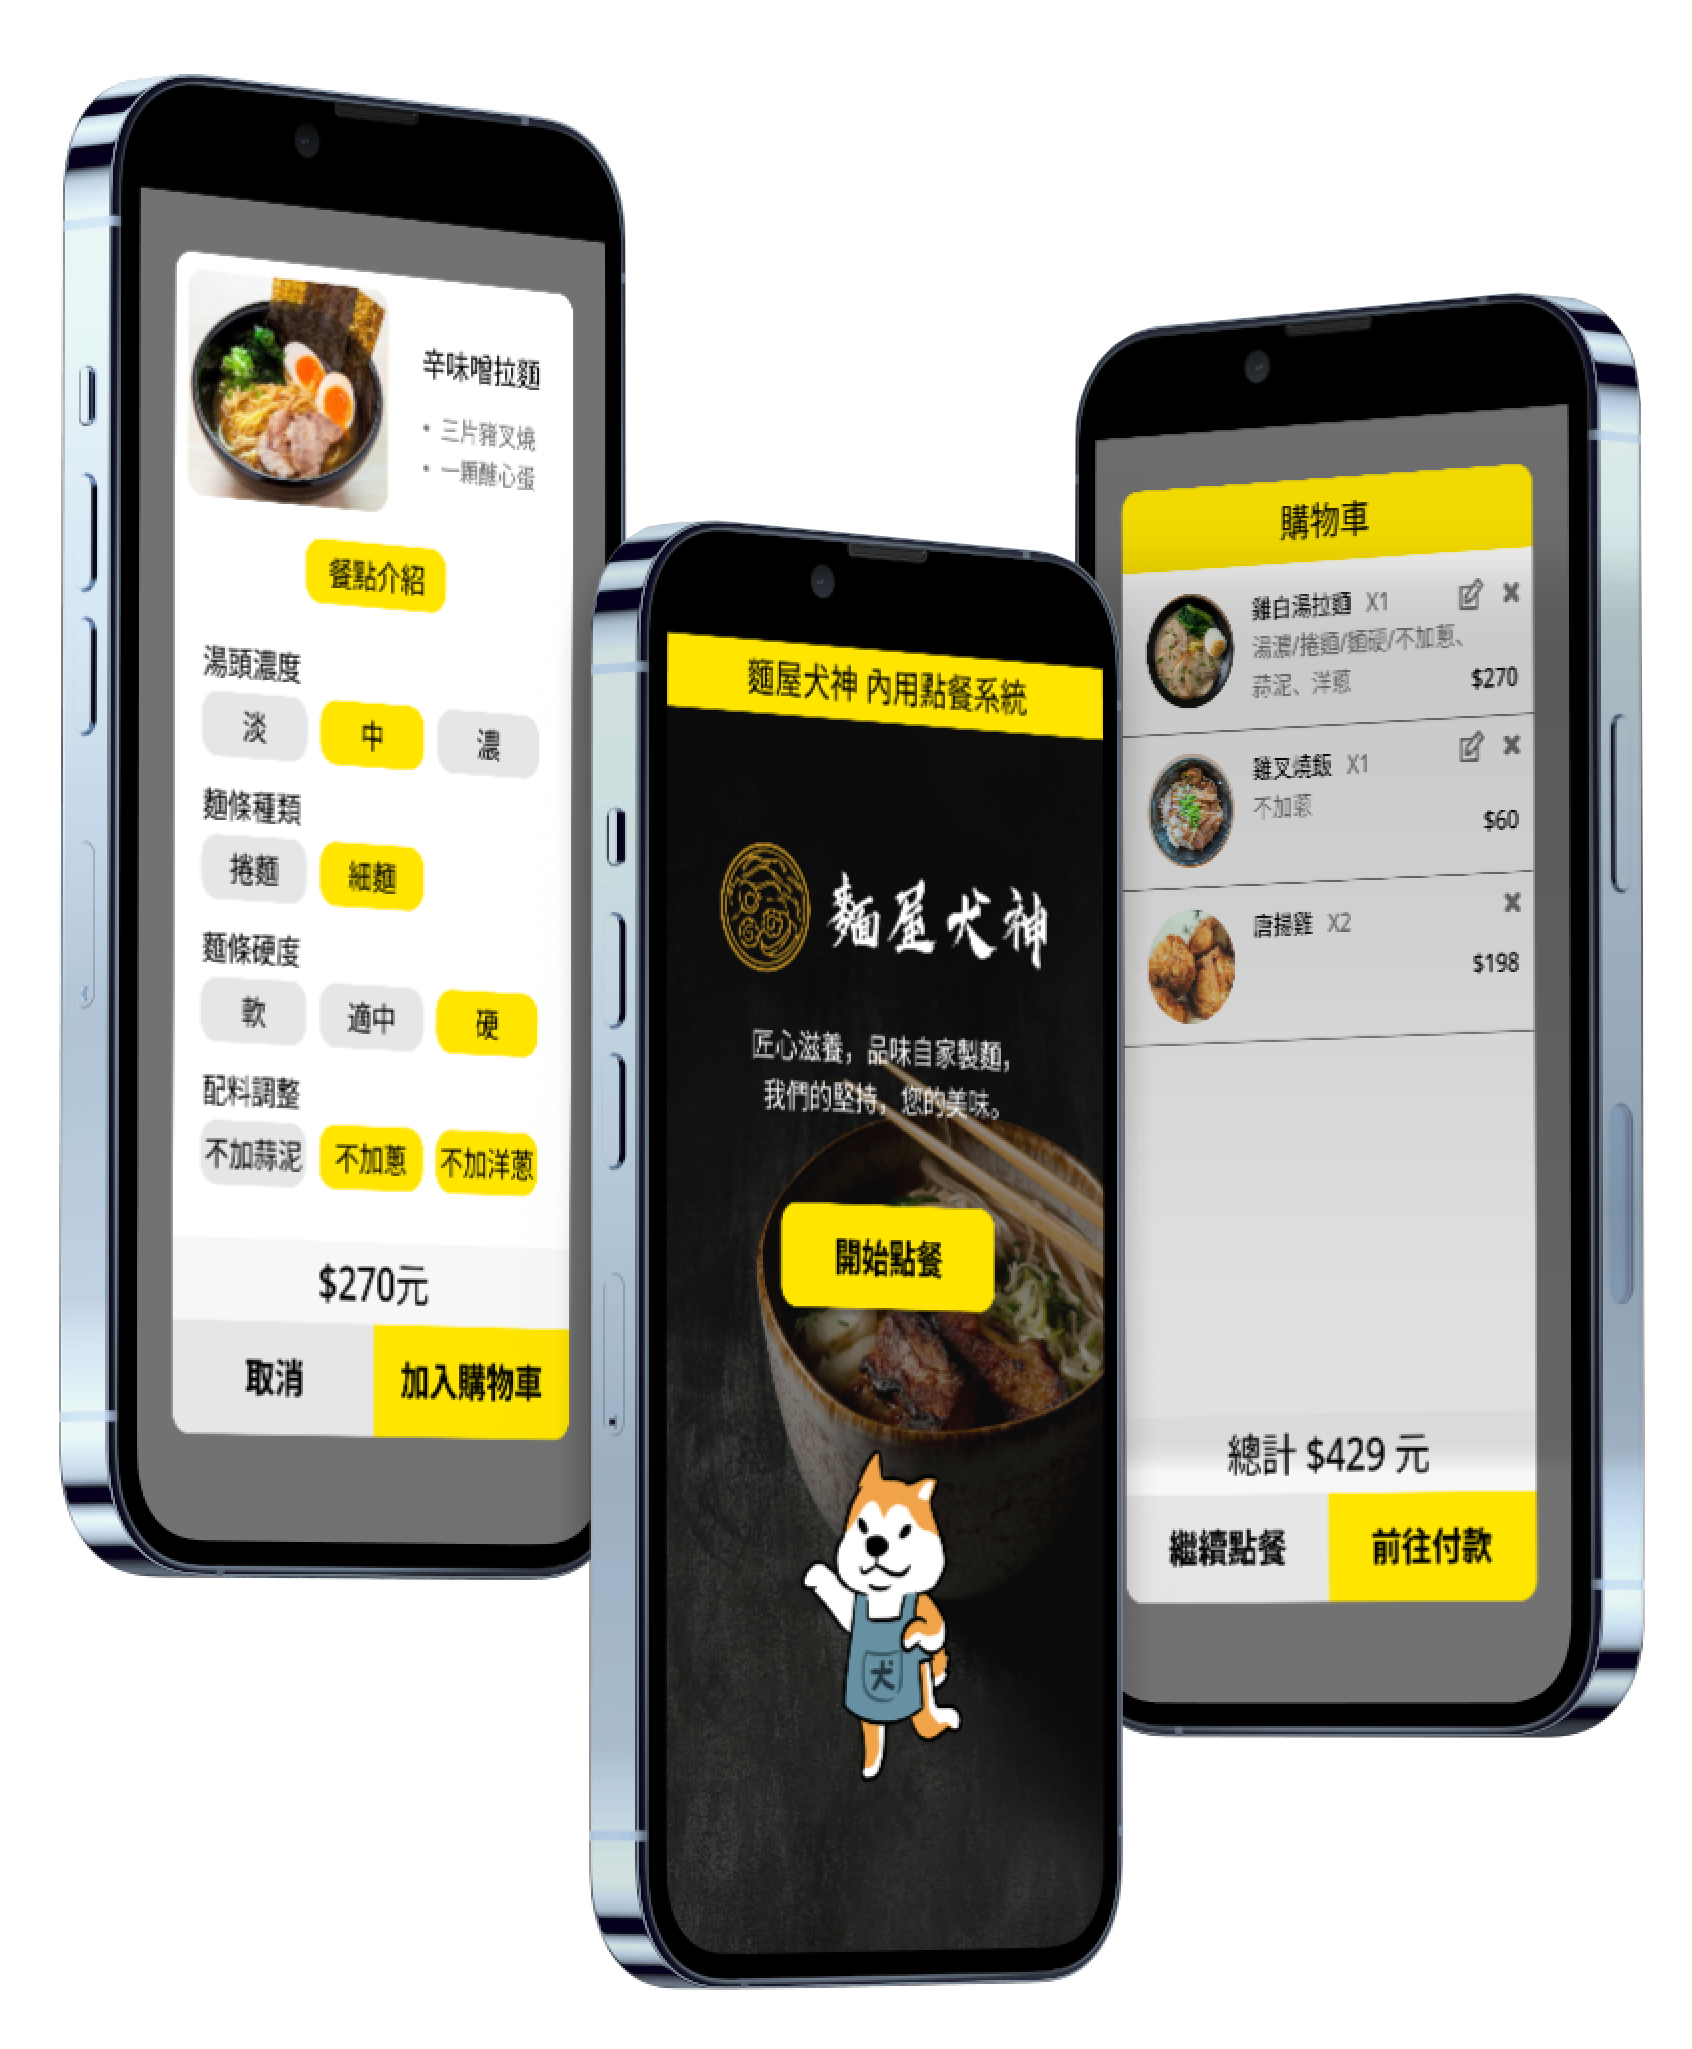 辛味噌拉麵
• 三片豬叉燒
• 一顆醣心蛋
餐點介紹
湯頭濃度
淡 中 濃
麵條種類
捲麵 細麵
麵條硬度
軟 適中 硬
配料調整
不加蒜泥 不加蔥 不加洋蔥
$270元
取消 加入購物車
麵屋犬神 內用點餐系統
麵屋犬神
匠心滋養，品味自家製麵，
我們的堅持，您的美味。
開始點餐
犬
購物車
雞白湯拉麵 X1
湯濃/捲麵/麵硬/不加蔥、
蒜泥、洋蔥
$270
雞叉燒飯 X1
不加蔥
$60
唐揚雞 X2
$198
總計 $429 元
繼續點餐 前往付款